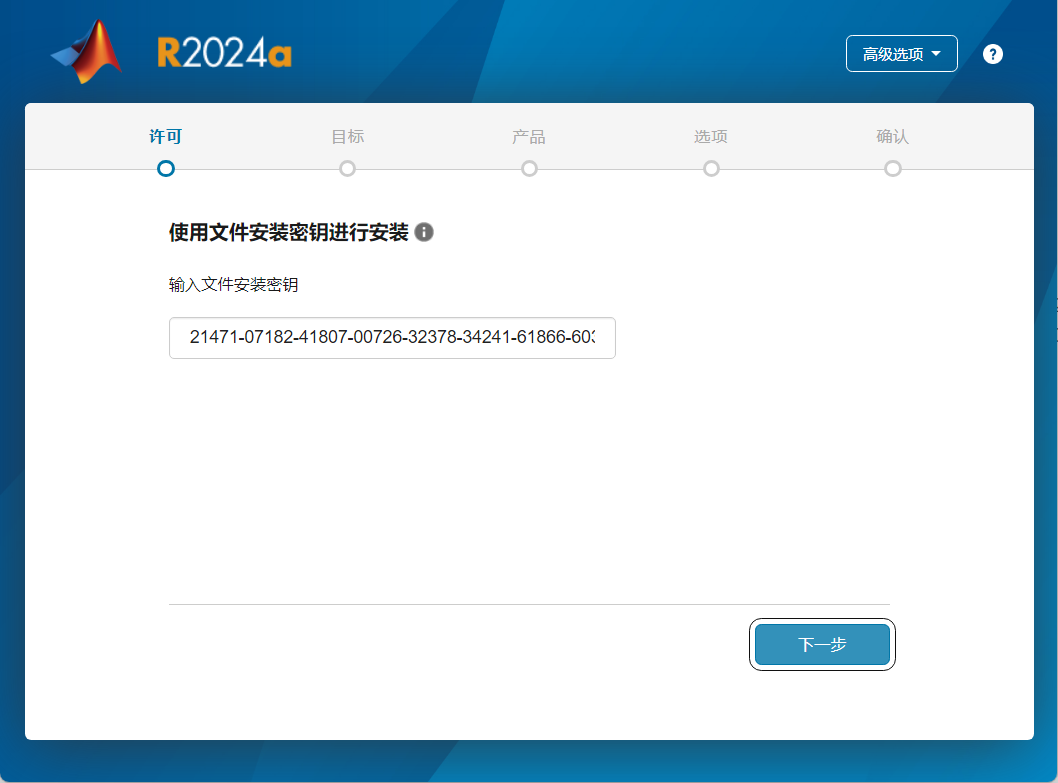 R2024a
高级选项
?
许可
目标
产品
选项
确认
使用文件安装密钥进行安装
输入文件安装密钥
21471-07182-41807-00726-32378-34241-61866-60
下一步